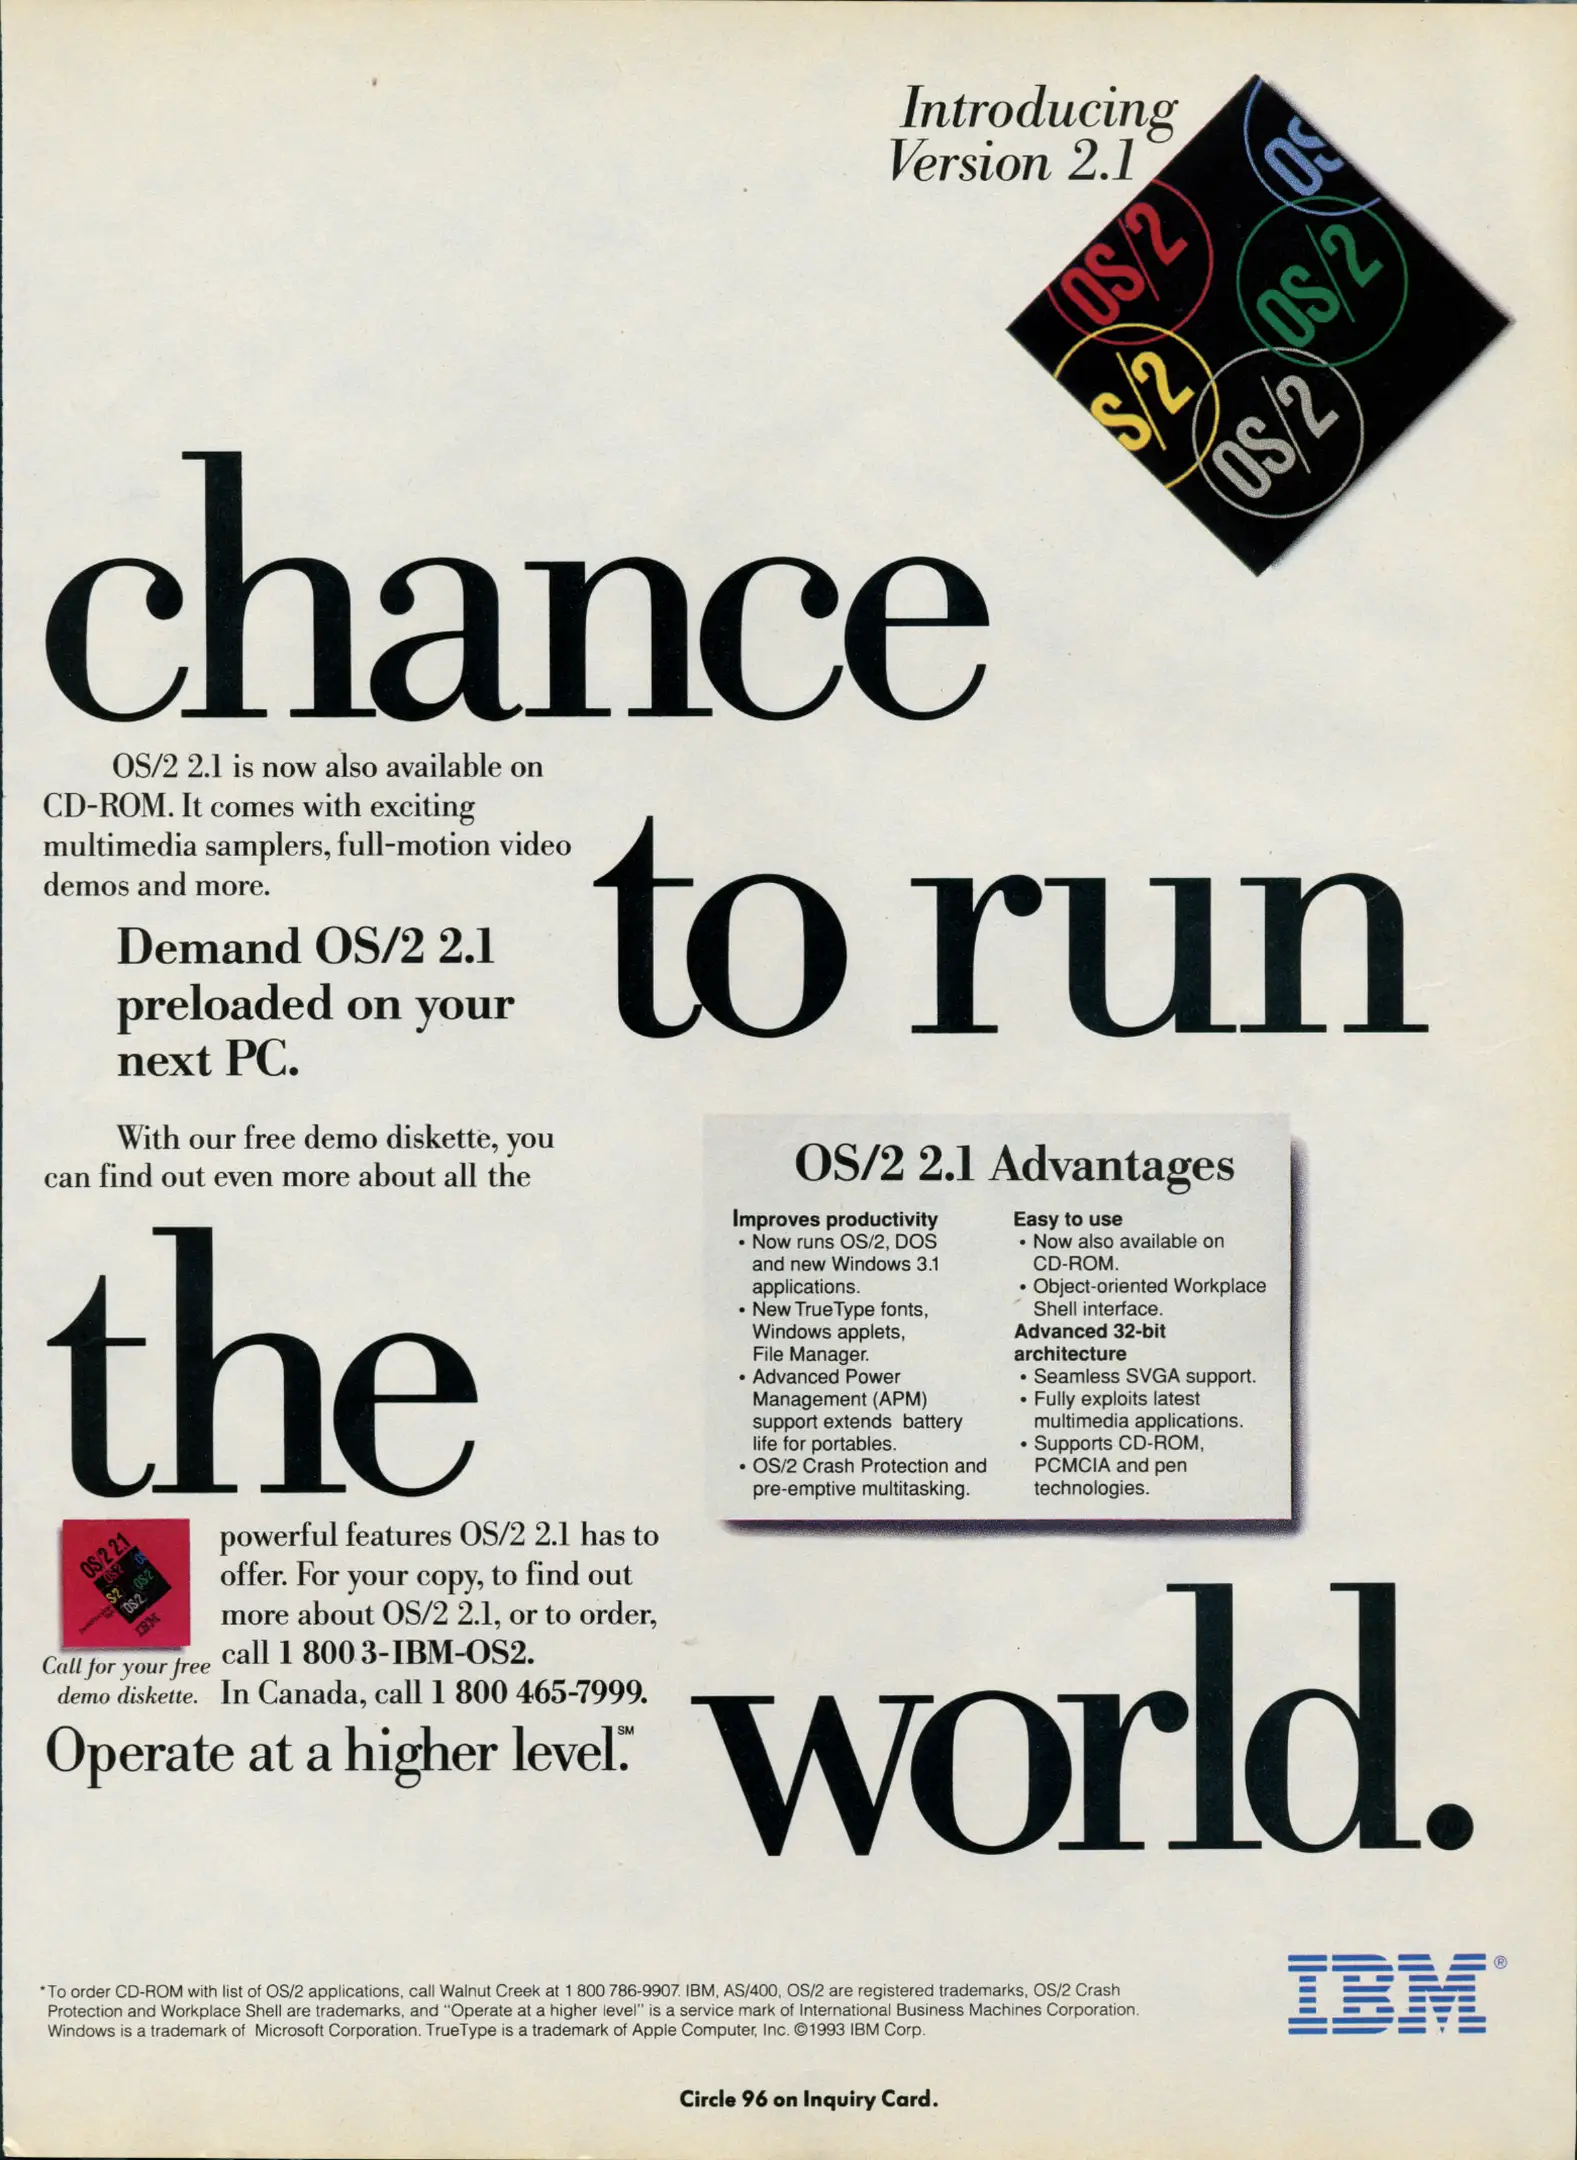 Introducing
Version 2.1
OS
OS/2
OS/2
S/2
OS/2
chance
OS/2 2.1 is now also available on
CD-ROM. It comes with exciting
multimedia samplers, full-motion video
demos and more.
to run
Demand OS/2 2.1
preloaded on your
next PC.
With our free demo diskette, you
can find out even more about all the
the
OS/2 2.1 Advantages
Improves productivity
• Now runs OS/2, DOS
and new Windows 3.1
applications.
• New TrueType fonts,
Windows applets,
File Manager.
• Advanced Power
Management (APM)
support extends battery
life for portables.
• OS/2 Crash Protection and
pre-emptive multitasking.
Easy to use
• Now also available on
CD-ROM.
• Object-oriented Workplace
Shell interface.
Advanced 32-bit
architecture
• Seamless SVGA support.
• Fully exploits latest
multimedia applications.
• Supports CD-ROM,
PCMCIA and pen
technologies.
OS/2 2.1
OS/2
OS
OS/2
S/2
OS/2
IBM
Call for your free
demo diskette.
powerful features OS/2 2.1 has to
offer. For your copy, to find out
more about OS/2 2.1, or to order,
call 1 800 3-IBM-OS2.
In Canada, call 1 800 465-7999.
Operate at a higher level.℠
world.
*To order CD-ROM with list of OS/2 applications, call Walnut Creek at 1 800 786-9907. IBM, AS/400, OS/2 are registered trademarks, OS/2 Crash
Protection and Workplace Shell are trademarks, and "Operate at a higher level" is a service mark of International Business Machines Corporation.
Windows is a trademark of Microsoft Corporation. TrueType is a trademark of Apple Computer, Inc. ©1993 IBM Corp.
IBM®
Circle 96 on Inquiry Card.